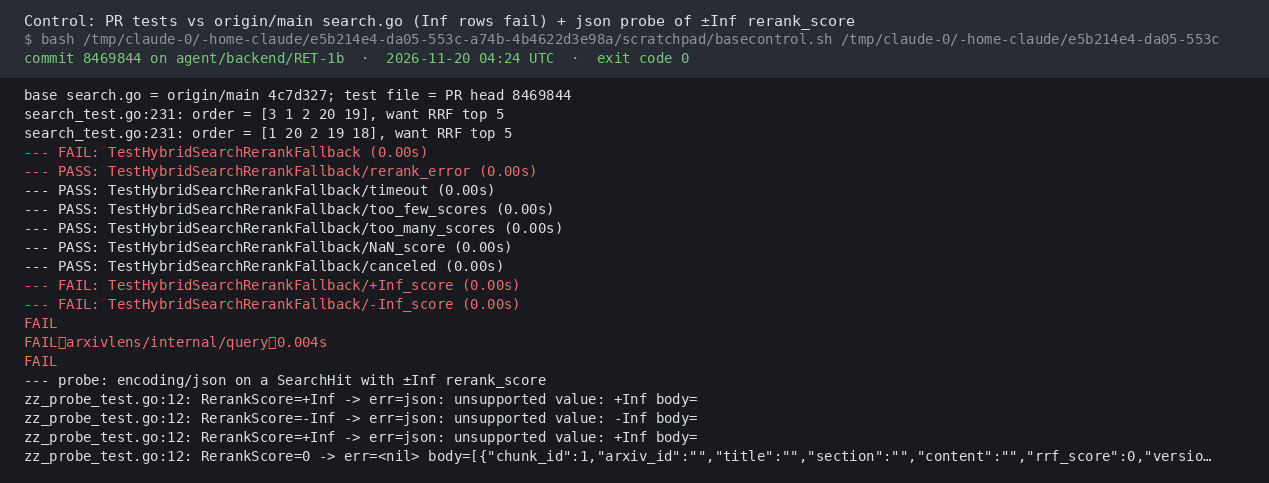 Control: PR tests vs origin/main search.go (Inf rows fail) + json probe of ±Inf rerank_score
$ bash /tmp/claude-0/-home-claude/e5b214e4-da05-553c-a74b-4b4622d3e98a/scratchpad/basecontrol.sh /tmp/claude-0/-home-claude/e5b214e4-da05-553c
commit 8469844 on agent/backend/RET-1b · 2026-11-20 04:24 UTC · exit code 0
base search.go = origin/main 4c7d327; test file = PR head 8469844
search_test.go:231: order = [3 1 2 20 19], want RRF top 5
search_test.go:231: order = [1 20 2 19 18], want RRF top 5
--- FAIL: TestHybridSearchRerankFallback (0.00s)
--- PASS: TestHybridSearchRerankFallback/rerank_error (0.00s)
--- PASS: TestHybridSearchRerankFallback/timeout (0.00s)
--- PASS: TestHybridSearchRerankFallback/too_few_scores (0.00s)
--- PASS: TestHybridSearchRerankFallback/too_many_scores (0.00s)
--- PASS: TestHybridSearchRerankFallback/NaN_score (0.00s)
--- PASS: TestHybridSearchRerankFallback/canceled (0.00s)
--- FAIL: TestHybridSearchRerankFallback/+Inf_score (0.00s)
--- FAIL: TestHybridSearchRerankFallback/-Inf_score (0.00s)
FAIL
FAIL▯arxivlens/internal/query▯0.004s
FAIL
--- probe: encoding/json on a SearchHit with ±Inf rerank_score
zz_probe_test.go:12: RerankScore=+Inf -> err=json: unsupported value: +Inf body=
zz_probe_test.go:12: RerankScore=-Inf -> err=json: unsupported value: -Inf body=
zz_probe_test.go:12: RerankScore=+Inf -> err=json: unsupported value: +Inf body=
zz_probe_test.go:12: RerankScore=0 -> err=<nil> body=[{"chunk_id":1,"arxiv_id":"","title":"","section":"","content":"","rrf_score":0,"versio…